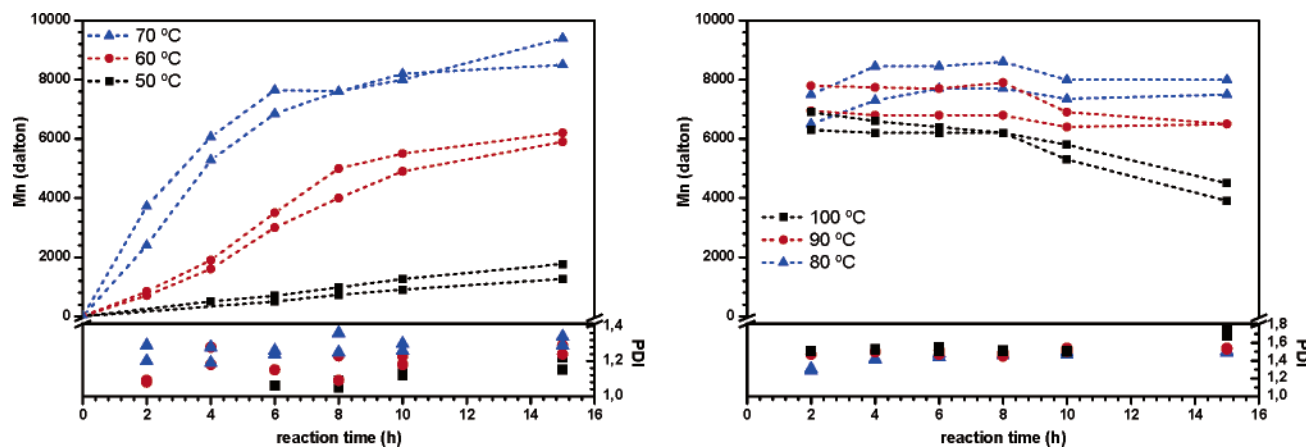 10000
8000
6000
4000
2000
0
Mn (dalton)
70 ºC
60 ºC
50 ºC
1,4
1,2
1,0
PDI
0 2 4 6 8 10 12 14 16
reaction time (h)
10000
8000
6000
4000
2000
0
Mn (dalton)
100 ºC
90 ºC
80 ºC
1,8
1,6
1,4
1,2
1,0
PDI
0 2 4 6 8 10 12 14 16
reaction time (h)